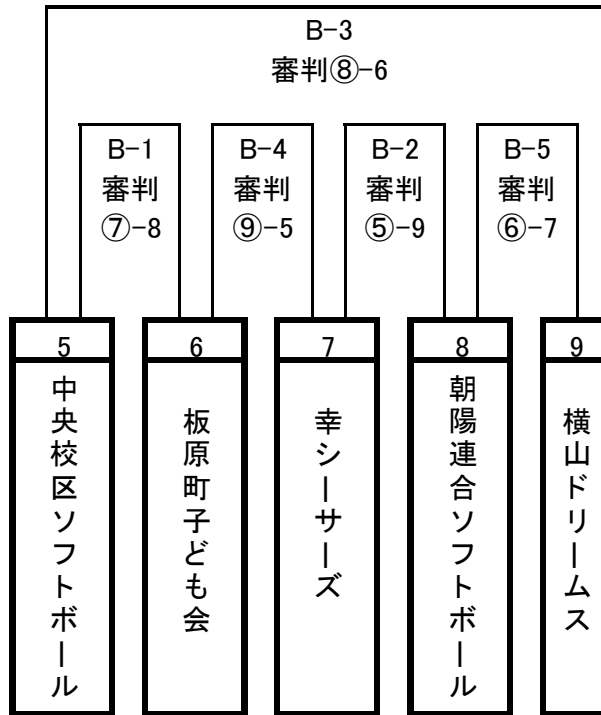 B-3
審判⑧-6
B-1
審判
⑦-8
B-4
審判
⑨-5
B-2
審判
⑤-9
B-5
審判
⑥-7
5
6
7
8
9
中央校区ソフトボール
板原町子ども会
幸シーサーズ
朝陽連合ソフトボール
横山ドリームス